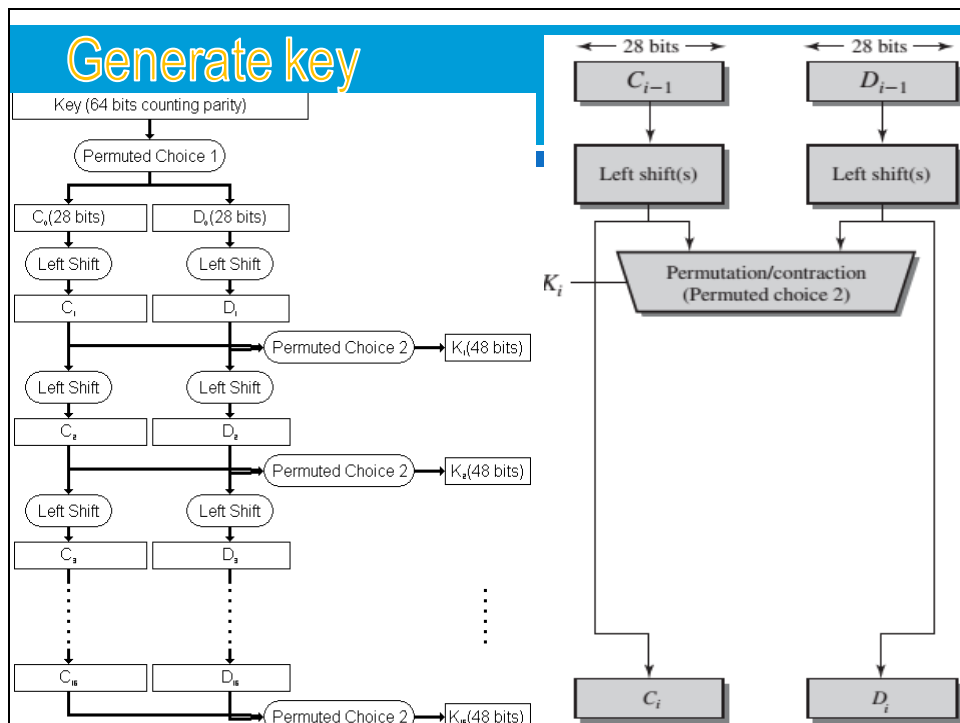 Generate key
Key (64 bits counting parity)
Permuted Choice 1
C₀(28 bits) D₀(28 bits)
Left Shift Left Shift
C₁ D₁
Permuted Choice 2 K₁(48 bits)
Left Shift Left Shift
C₂ D₂
Permuted Choice 2 K₂(48 bits)
Left Shift Left Shift
C₃ D₃
C₁₆ D₁₆
Permuted Choice 2 K₁₆(48 bits)
28 bits 28 bits
Cᵢ₋₁ Dᵢ₋₁
Left shift(s) Left shift(s)
Kᵢ
Permutation/contraction
(Permuted choice 2)
Cᵢ Dᵢ